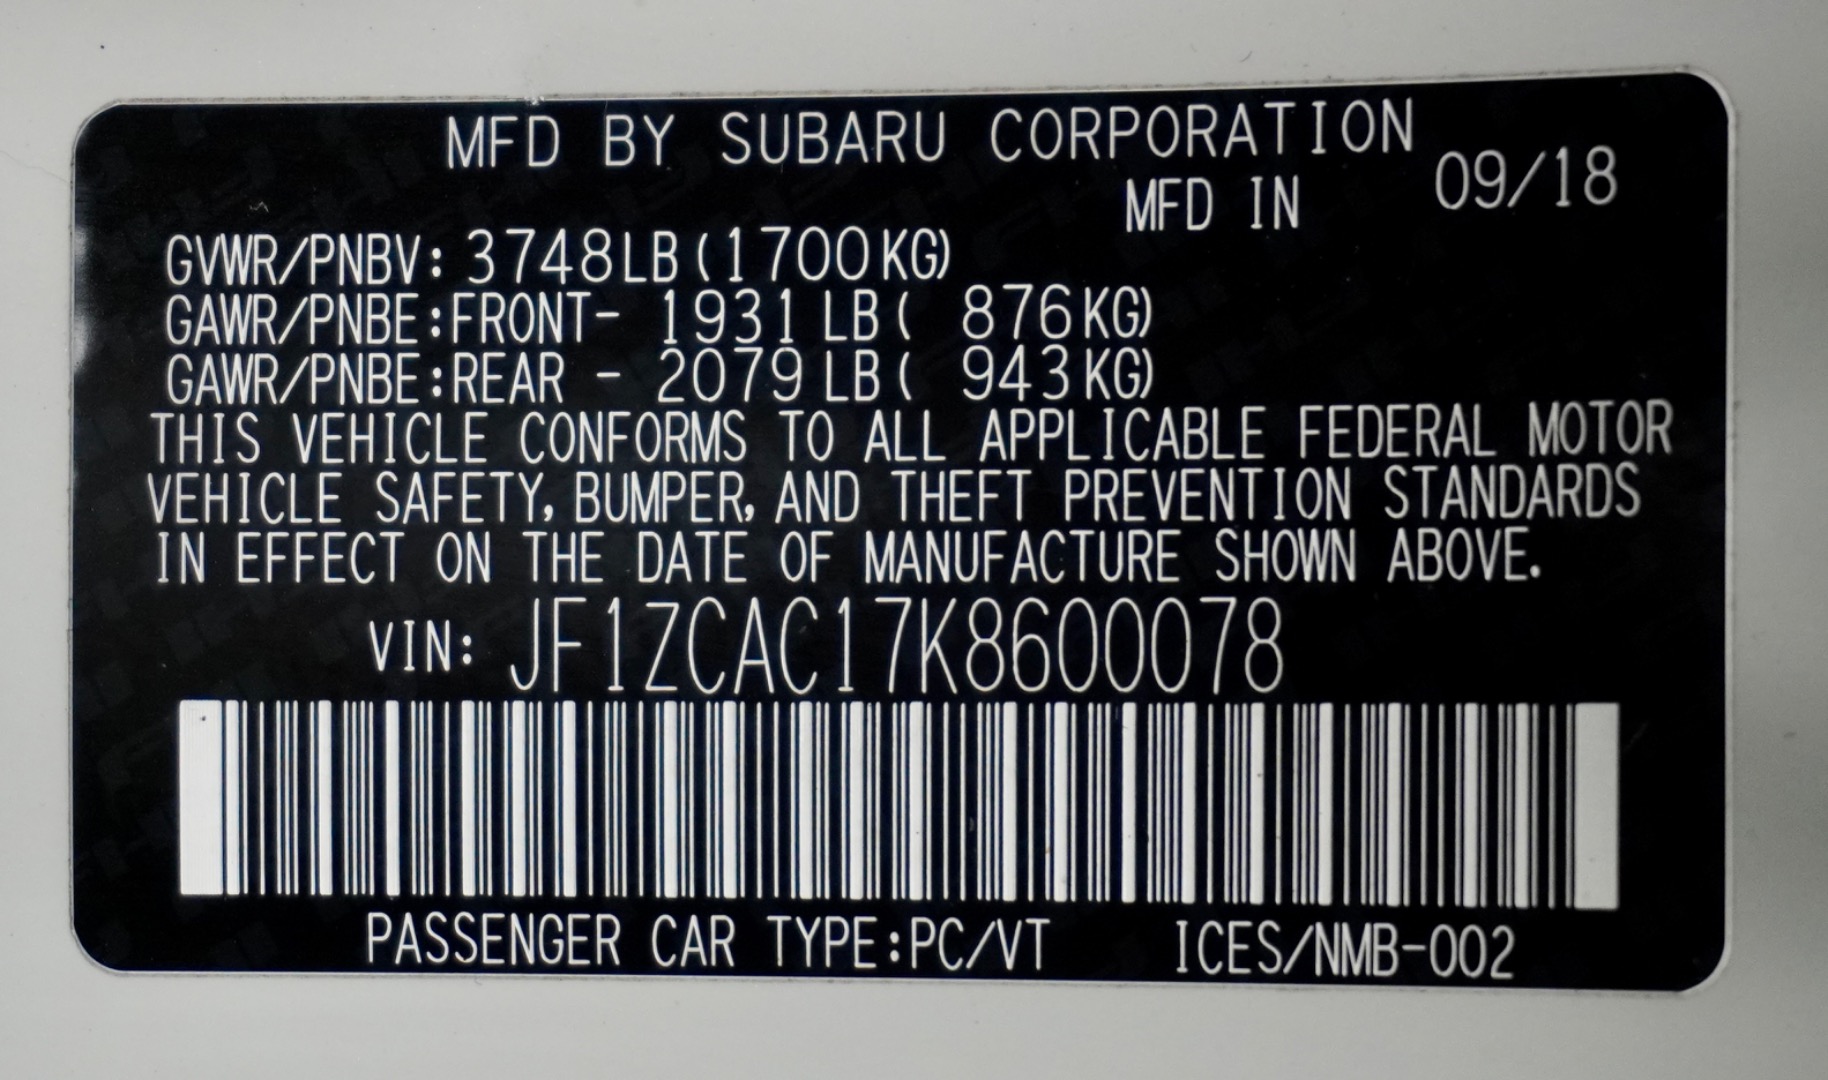 MFD BY SUBARU CORPORATION
MFD IN 09/18
GVWR/PNBV: 3748LB(1700KG)
GAWR/PNBE:FRONT- 1931 LB( 876KG)
GAWR/PNBE:REAR - 2079 LB( 943KG)
THIS VEHICLE CONFORMS TO ALL APPLICABLE FEDERAL MOTOR
VEHICLE SAFETY, BUMPER, AND THEFT PREVENTION STANDARDS
IN EFFECT ON THE DATE OF MANUFACTURE SHOWN ABOVE.
VIN: JF1ZCAC17K8600078
PASSENGER CAR TYPE:PC/VT ICES/NMB-002